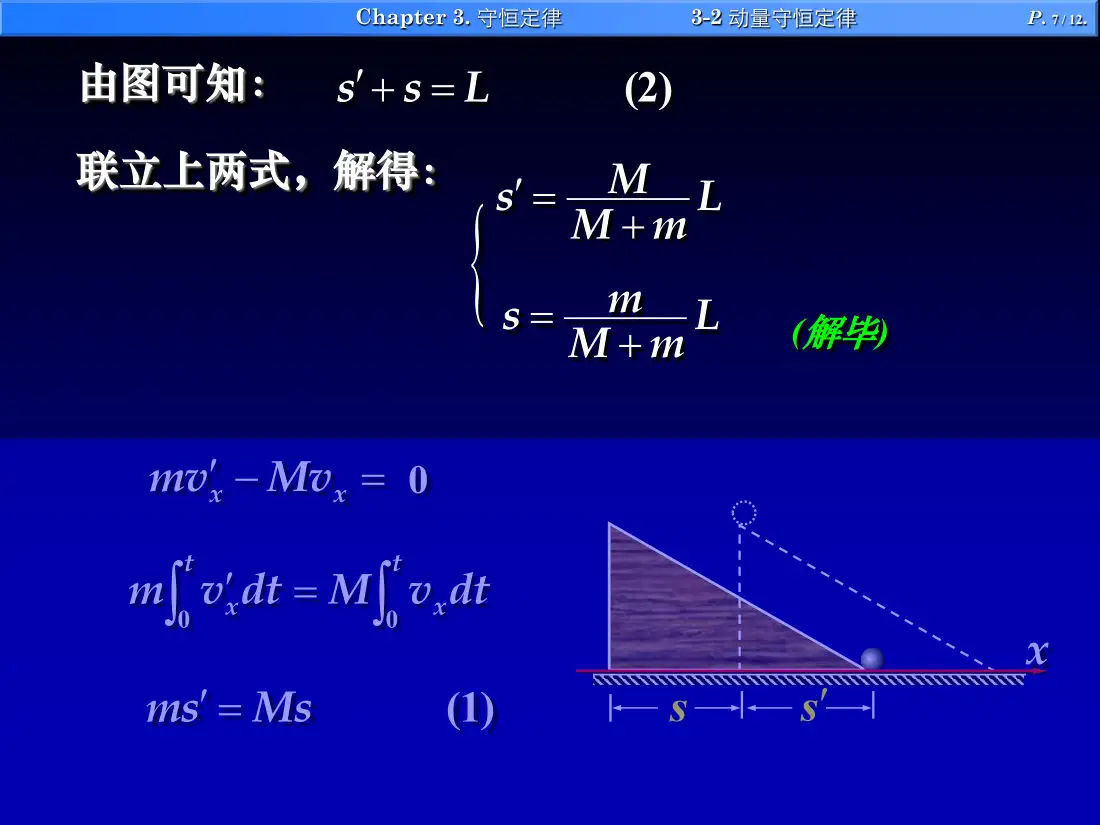 Chapter 3. 守恒定律 3-2 动量守恒定律 P. 7 / 12.
由图可知： s′ + s = L (2)
联立上两式，解得：
s′ = M / (M + m) L
s = m / (M + m) L
(解毕)
mv′ₓ − Mvₓ = 0
m∫₀ᵗ v′ₓdt = M∫₀ᵗ vₓdt
ms′ = Ms (1)
x
s s′